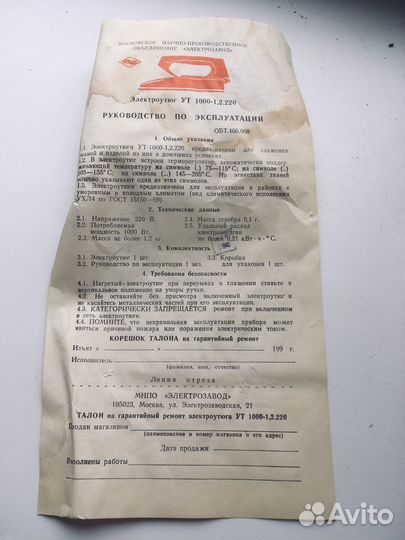 МОСКОВСКОЕ НАУЧНО-ПРОИЗВОДСТВЕННОЕ
ОБЪЕДИНЕНИЕ «ЭЛЕКТРОЗАВОД»
Электроутюг УТ 1000-1,2.220
РУКОВОДСТВО ПО ЭКСПЛУАТАЦИИ
ОБТ.466.608
1. Общие указания
1.1. Электроутюги УТ-1000-1,2.220 предназначены для глажения
тканей и изделий из них в домашних условиях.
1.2. В электроутюг встроен терморегулятор, автоматически поддер-
живающий температуру на символе (.) 75—115° С; на символе (..)
105—155° С; на символе (...) 145—205° С. На этикетках тканей
обычно указывают один из этих символов.
1.3. Электроутюги предназначены для эксплуатации в районах с
умеренным и холодным климатом (вид климатического исполнения
УХЛ4 по ГОСТ 15150—69).
2. Технические данные
2.1. Напряжение 220 В.
2.2. Потребляемая
мощность 1000 Вт.
2.3. Масса не более 1,2 кг.
2.4. Масса серебра 0,1 г.
2.5. Удельный расход
электроэнергии
не более 0,21 кВт·ч·°С.
3. Комплектность
3.1. Электроутюг 1 шт.
3.2. Руководство по эксплуатации 1 экз.
3.3. Коробка
для упаковки 1 шт.
4. Требования безопасности
4.1. Нагретый электроутюг при перерывах в глажении ставьте в
вертикальное положение на упоры ручки.
4.2. Не оставляйте без присмотра включенный электроутюг и
не касайтесь металлических частей при его эксплуатации.
4.3. КАТЕГОРИЧЕСКИ ЗАПРЕЩАЕТСЯ ремонт при включенном
в сеть электроутюге.
4.4. ПОМНИТЕ, что неправильная эксплуатация прибора может
явиться причиной пожара или поражения электрическим током.
КОРЕШОК ТАЛОНА на гарантийный ремонт
Изъят « » 199 г.
Исполнитель
(фамилия, имя, отчество)
Линия отреза
МНПО «ЭЛЕКТРОЗАВОД»
105023, Москва, ул. Электрозаводская, 21
ТАЛОН на гарантийный ремонт электроутюга УТ 1000-1,2.220
Продан магазином
(наименование и номер магазина и его адрес)
Дата продажи
Выполнены работы
Avito